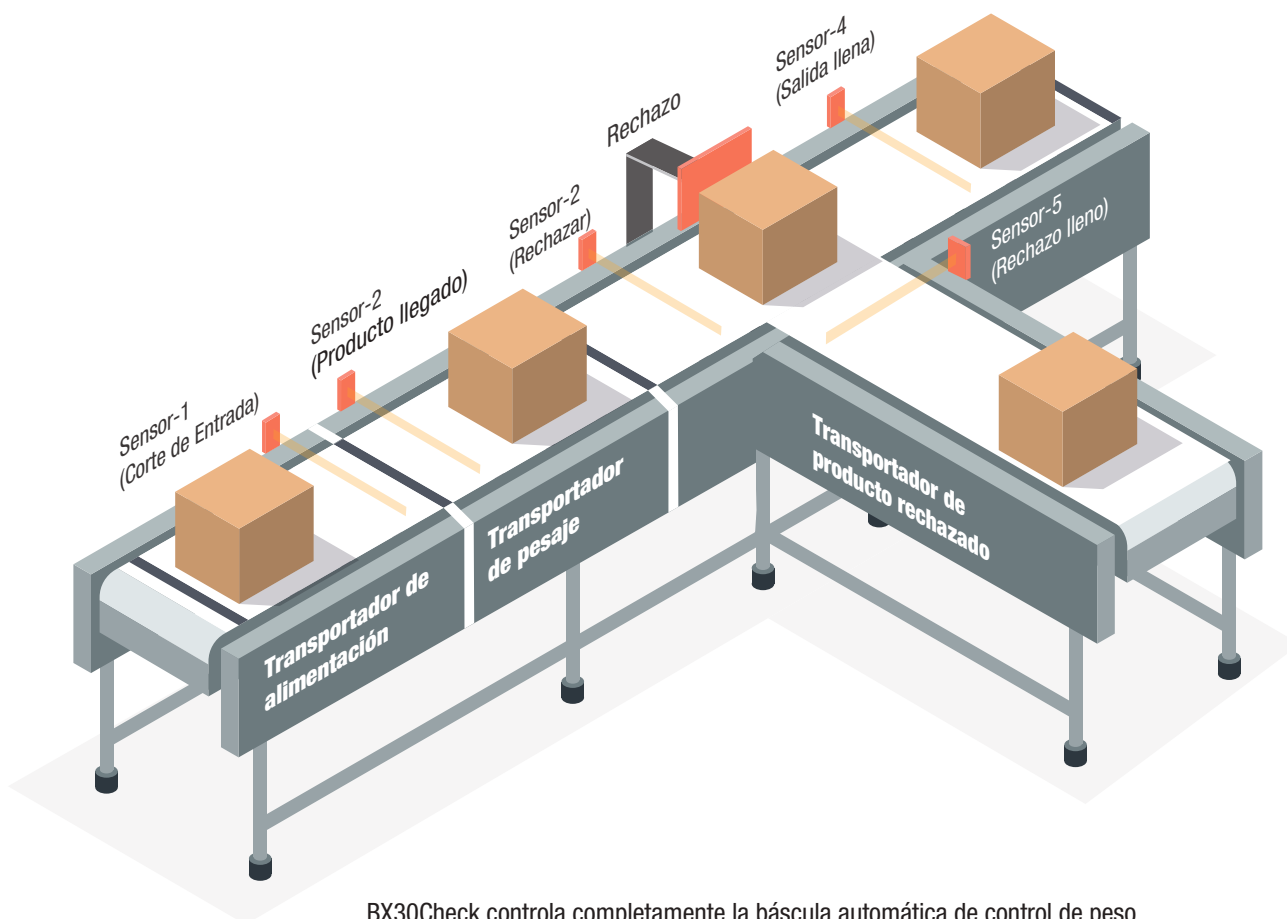 Sensor-4
(Salida llena)
Rechazo
Sensor-2
(Rechazar)
Sensor-5
(Rechazo lleno)
Sensor-2
(Producto llegado)
Sensor-1
(Corte de Entrada)
Transportador de
alimentación
Transportador
de pesaje
Transportador de
producto rechazado
BX30Check controla completamente la báscula automática de control de peso